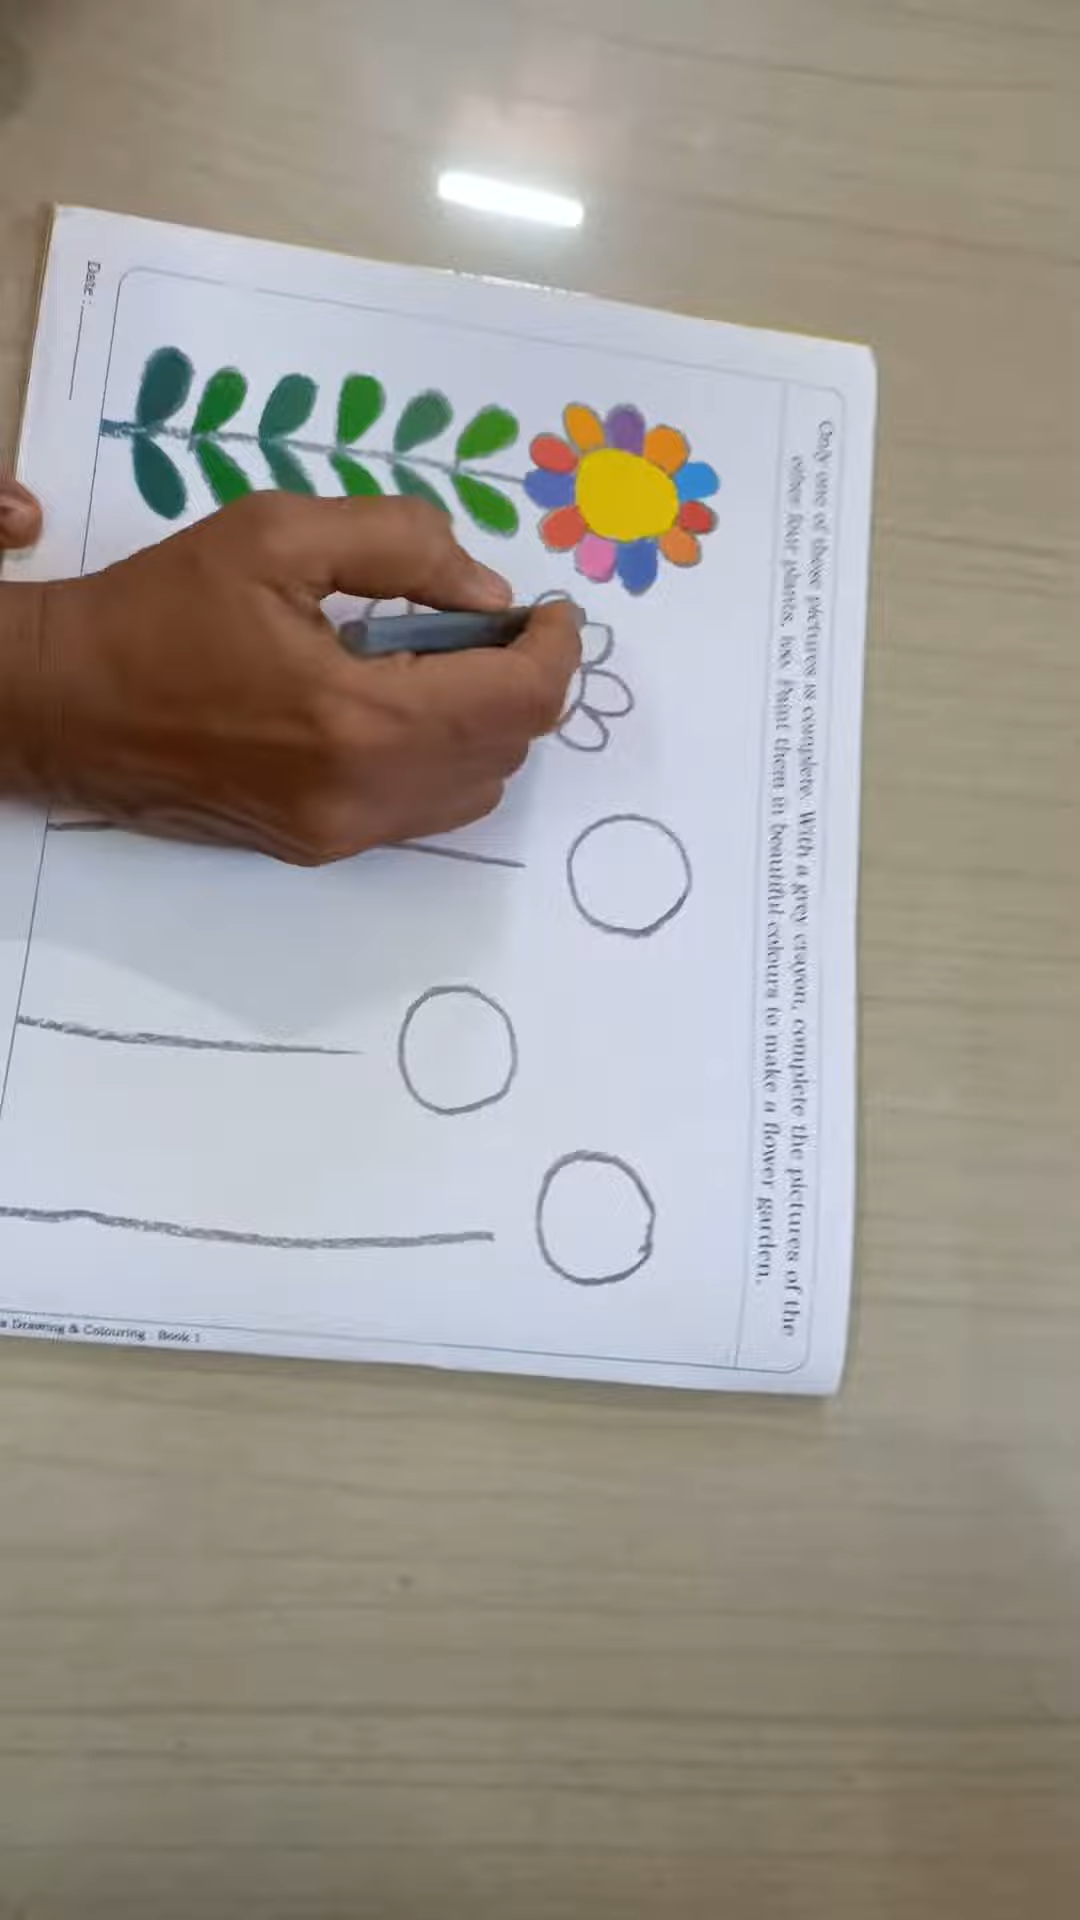 Only one of these pictures is complete. With a grey crayon, complete the pictures of the
other four plants, too. Paint them in beautiful colours to make a flower garden.
Date :
Drawing & Colouring - Book 1